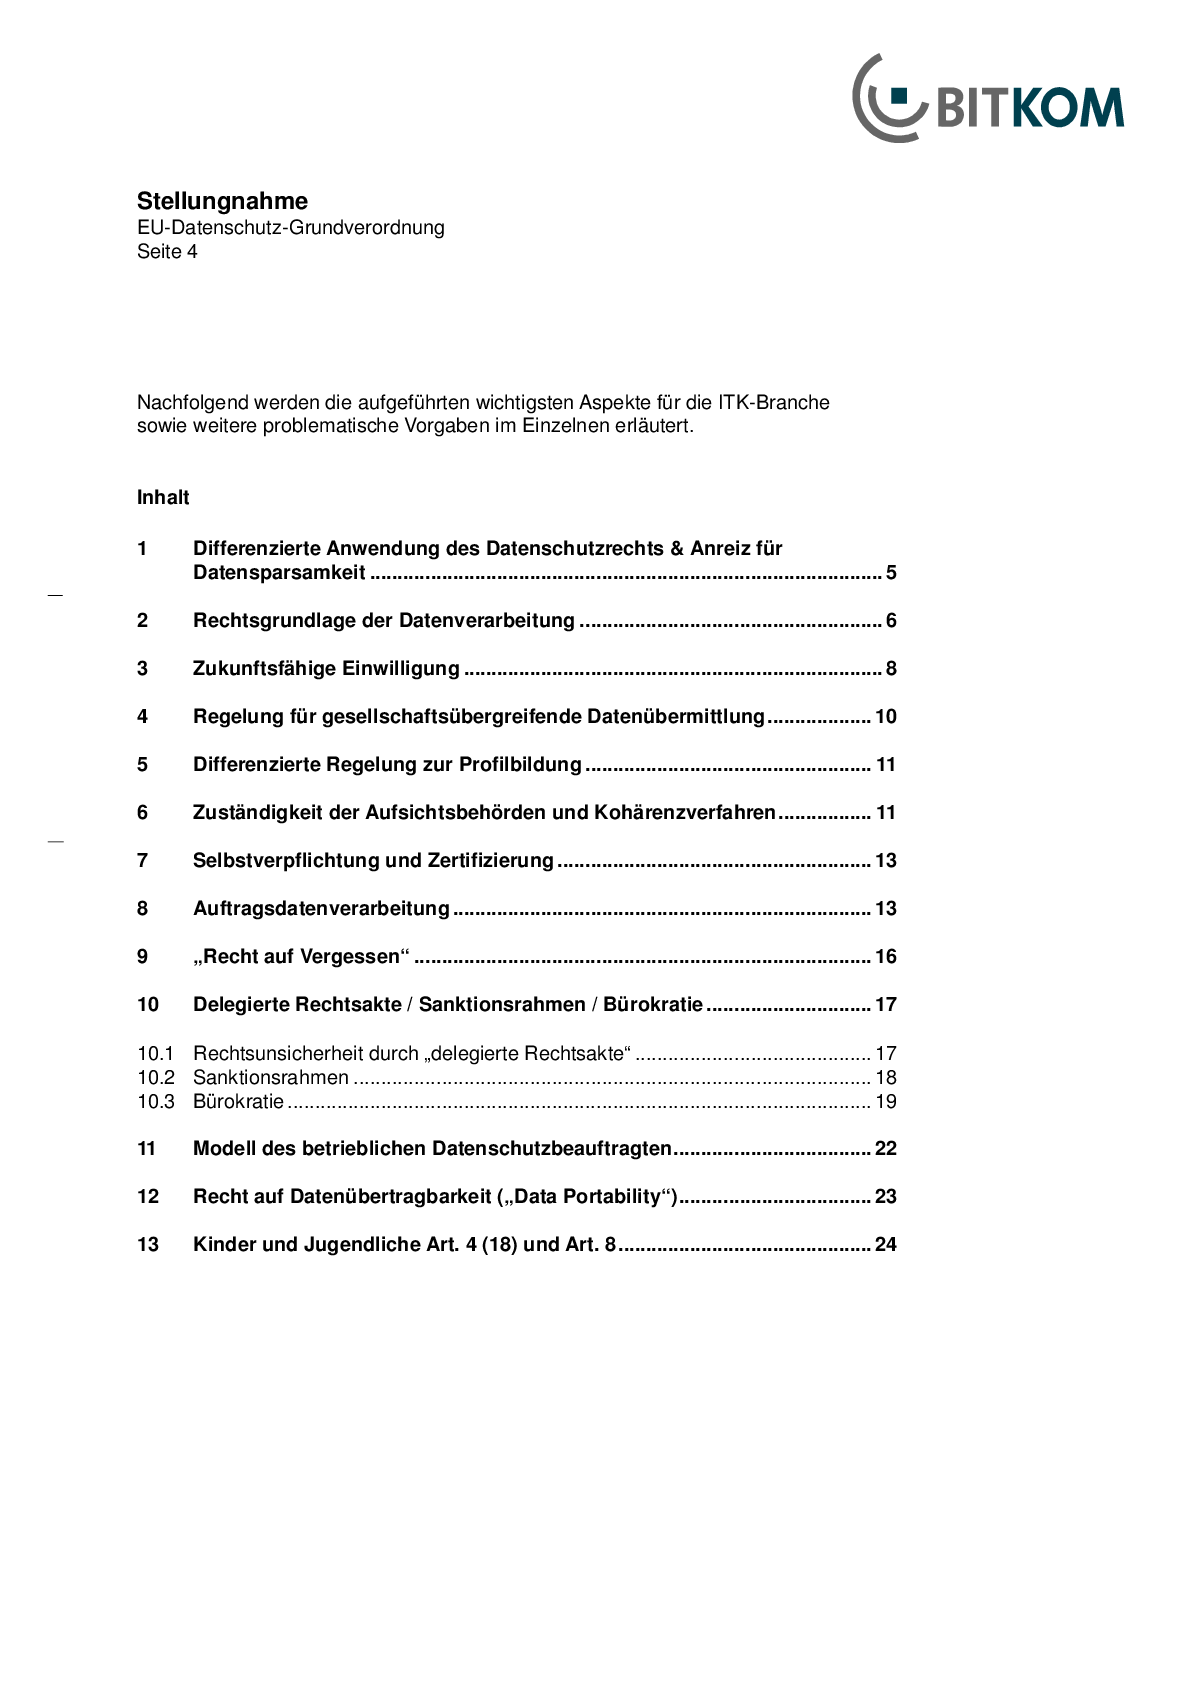 BITKOM
Stellungnahme
EU-Datenschutz-Grundverordnung
Seite 4
Nachfolgend werden die aufgeführten wichtigsten Aspekte für die ITK-Branche
sowie weitere problematische Vorgaben im Einzelnen erläutert.
Inhalt
1 Differenzierte Anwendung des Datenschutzrechts & Anreiz für
Datensparsamkeit ............................................................................................. 5
2 Rechtsgrundlage der Datenverarbeitung ....................................................... 6
3 Zukunftsfähige Einwilligung ............................................................................ 8
4 Regelung für gesellschaftsübergreifende Datenübermittlung ................... 10
5 Differenzierte Regelung zur Profilbildung .................................................... 11
6 Zuständigkeit der Aufsichtsbehörden und Kohärenzverfahren ................. 11
7 Selbstverpflichtung und Zertifizierung ......................................................... 13
8 Auftragsdatenverarbeitung ............................................................................ 13
9 „Recht auf Vergessen“ ................................................................................... 16
10 Delegierte Rechtsakte / Sanktionsrahmen / Bürokratie .............................. 17
10.1 Rechtsunsicherheit durch „delegierte Rechtsakte“ ........................................... 17
10.2 Sanktionsrahmen .............................................................................................. 18
10.3 Bürokratie .......................................................................................................... 19
11 Modell des betrieblichen Datenschutzbeauftragten .................................... 22
12 Recht auf Datenübertragbarkeit („Data Portability“) ................................... 23
13 Kinder und Jugendliche Art. 4 (18) und Art. 8 .............................................. 24